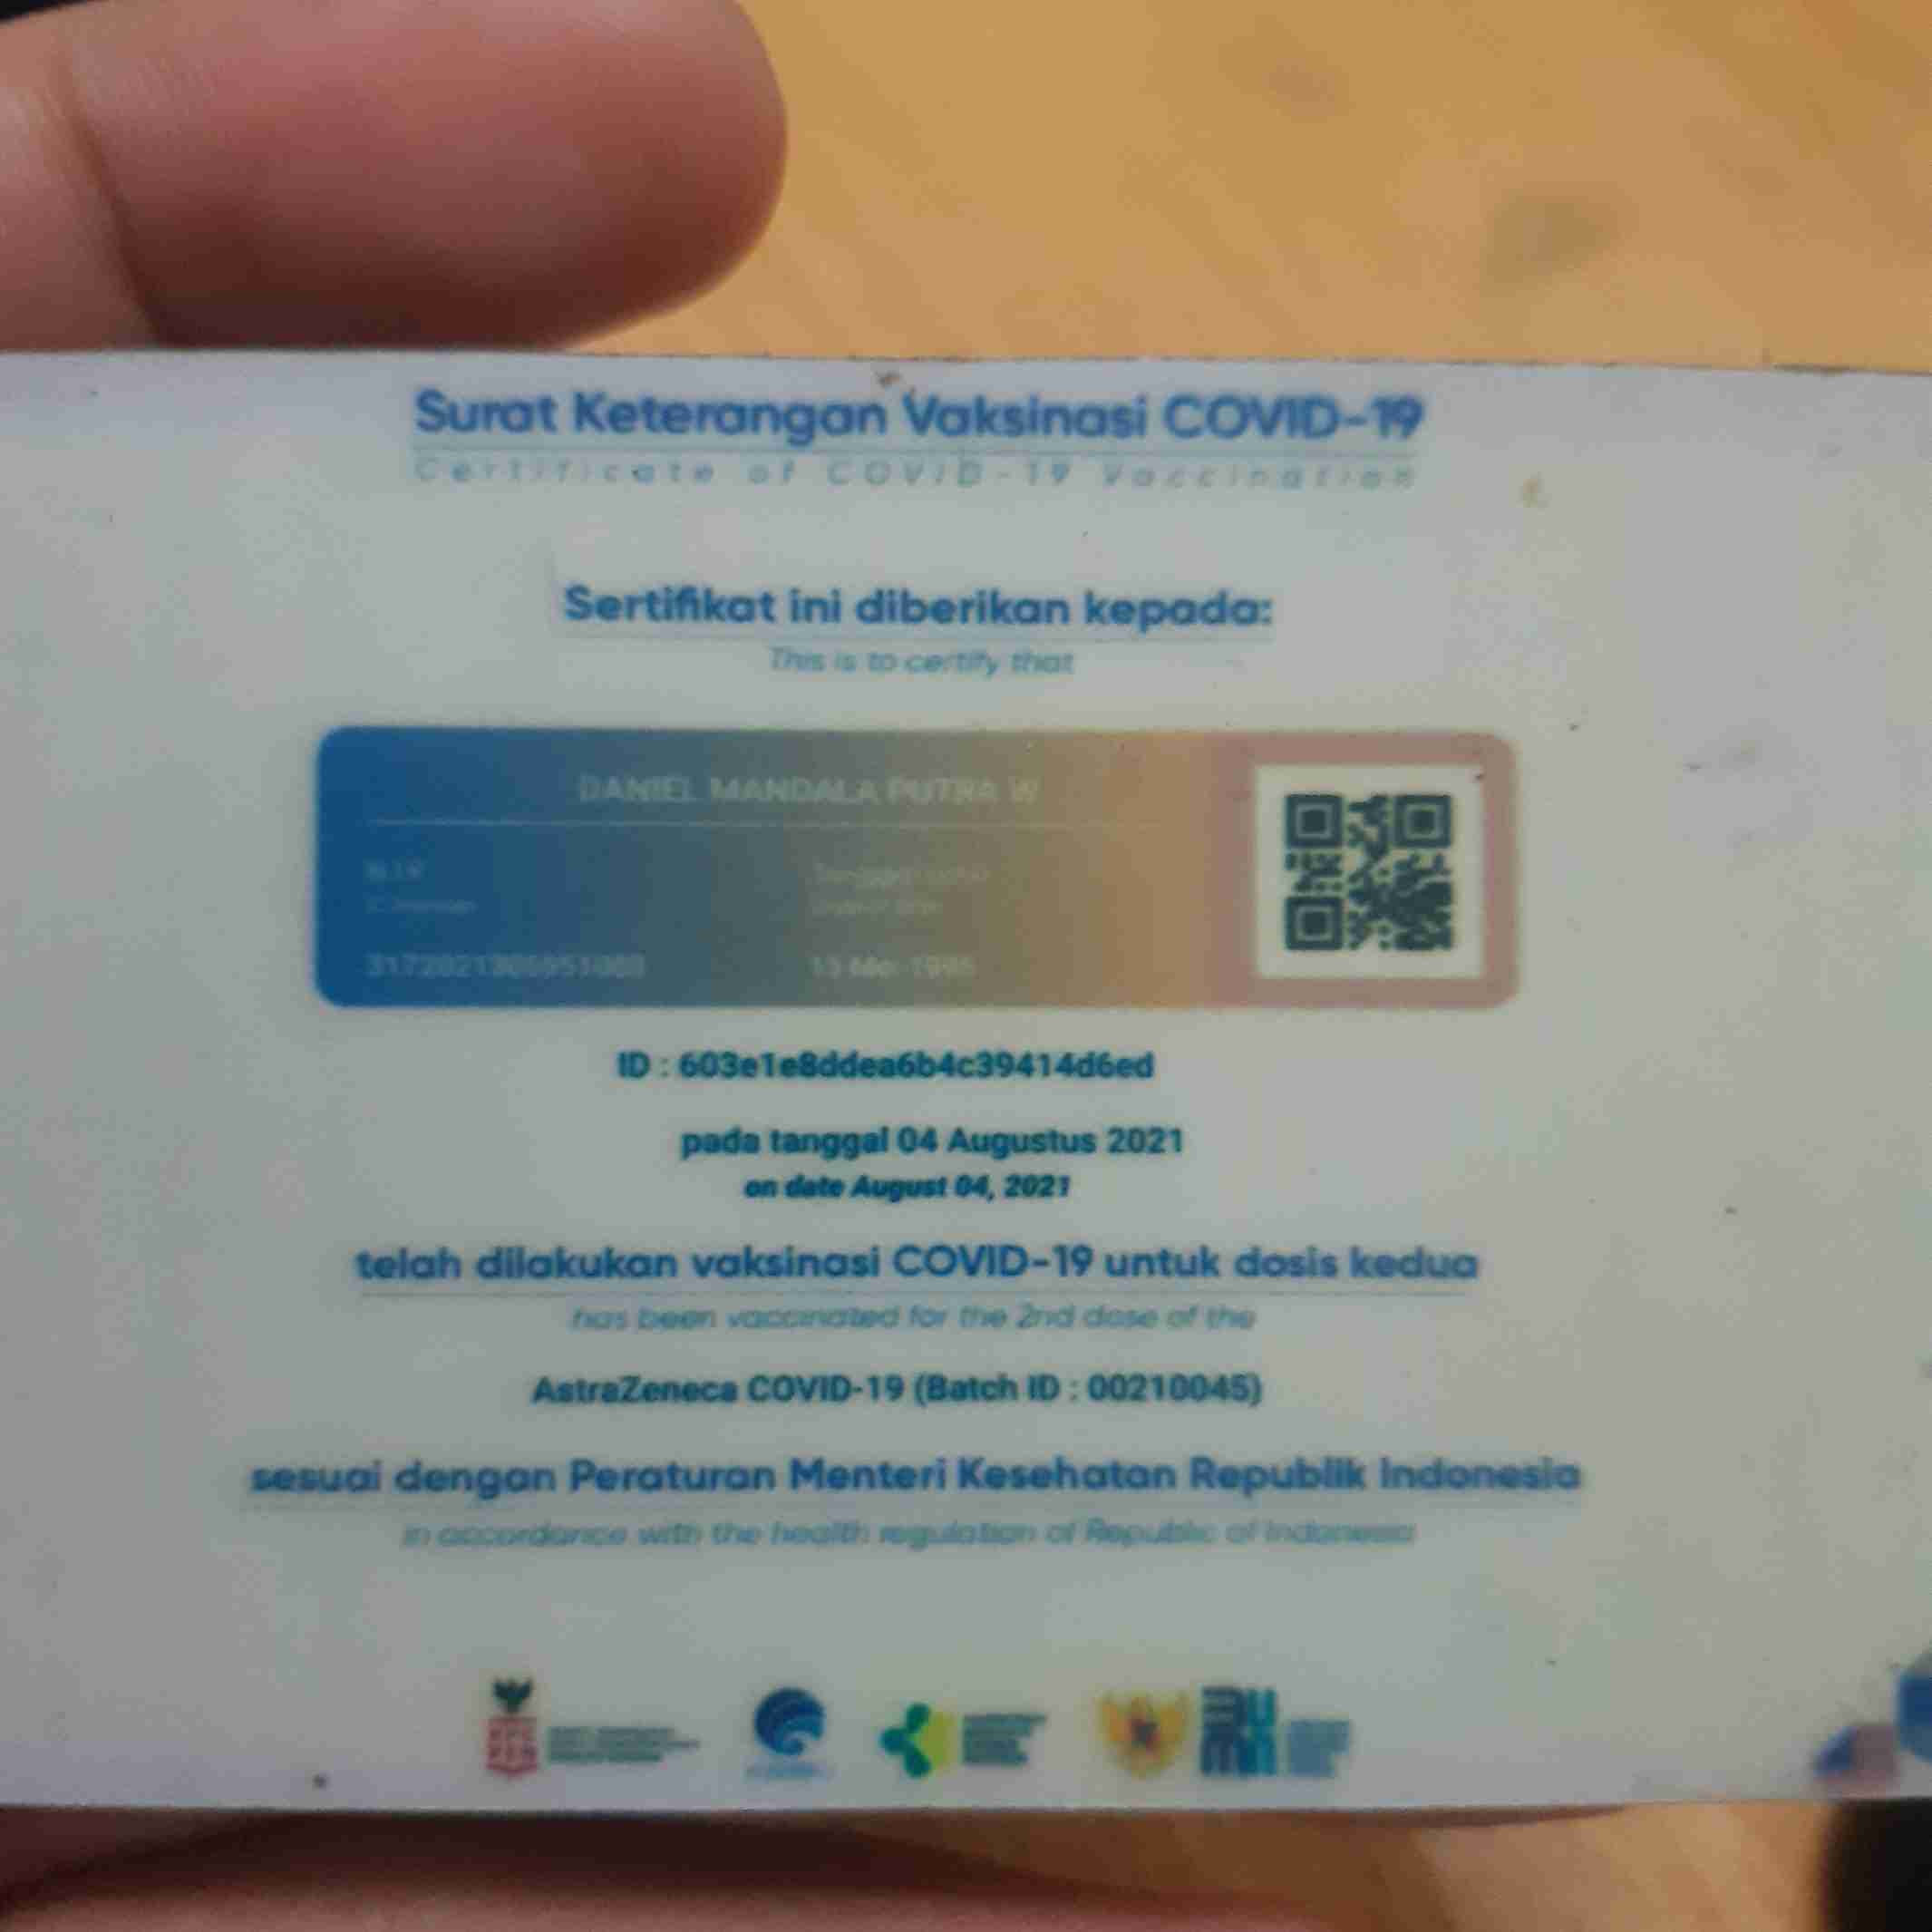 Surat Keterangan Vaksinasi COVID-19
Certificate of COVID-19 Vaccination
Sertifikat ini diberikan kepada:
This is to certify that
DANIEL MANDALA PUTRA W
ID : 603e1e8ddea6b4c39414d6ed
pada tanggal 04 Augustus 2021
on date August 04, 2021
telah dilakukan vaksinasi COVID-19 untuk dosis kedua
has been vaccinated for the 2nd dose of the
AstraZeneca COVID-19 (Batch ID : 00210045)
sesuai dengan Peraturan Menteri Kesehatan Republik Indonesia
in accordance with the health regulation of Republic of Indonesia